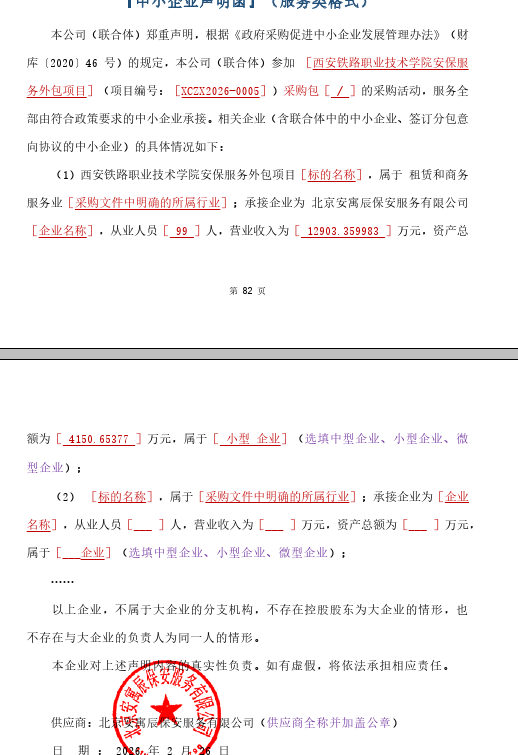 『中小企业声明函』（服务类格式）
本公司（联合体）郑重声明，根据《政府采购促进中小企业发展管理办法》（财
库〔2020〕46 号）的规定，本公司（联合体）参加 ［西安铁路职业技术学院安保服
务外包项目］（项目编号：［XCZX2026-0005］）采购包［ / ］的采购活动，服务全
部由符合政策要求的中小企业承接。相关企业（含联合体中的中小企业、签订分包意
向协议的中小企业）的具体情况如下：
（1）西安铁路职业技术学院安保服务外包项目［标的名称］，属于 租赁和商务
服务业［采购文件中明确的所属行业］；承接企业为 北京安寓辰保安服务有限公司
［企业名称］，从业人员［ 99 ］人，营业收入为［ 12903.359983 ］万元，资产总
第 82 页
额为［ 4150.65377 ］万元，属于［ 小型 企业］（选填中型企业、小型企业、微
型企业）；
（2） ［标的名称］，属于［采购文件中明确的所属行业］；承接企业为［企业
名称］，从业人员［___ ］人，营业收入为［___ ］万元，资产总额为［___ ］万元，
属于［___企业］（选填中型企业、小型企业、微型企业）；
……
以上企业，不属于大企业的分支机构，不存在控股股东为大企业的情形，也
不存在与大企业的负责人为同一人的情形。
本企业对上述声明内容的真实性负责。如有虚假，将依法承担相应责任。
北京安寓辰保安服务有限公司
供应商：北京安寓辰保安服务有限公司（供应商全称并加盖公章）
日 期 ： 2026 年 2 月 26 日